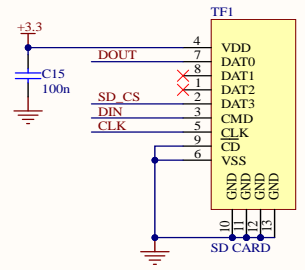 TF1
+3.3
4 VDD
DOUT 7 DAT0
8 DAT1
1 DAT2
SD_CS 2 DAT3
DIN 3 CMD
CLK 5 CLK
9 CD
6 VSS
C15
100n
GND GND GND GND
10 11 12 13
SD CARD